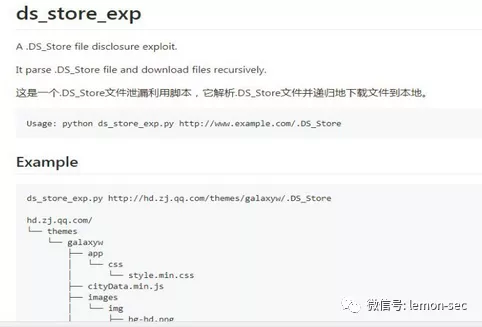 ds_store_exp
A .DS_Store file disclosure exploit.
It parse .DS_Store file and download files recursively.
这是一个.DS_Store文件泄漏利用脚本，它解析.DS_Store文件并递归地下载文件到本地。
Usage: python ds_store_exp.py http://www.example.com/.DS_Store
Example
ds_store_exp.py http://hd.zj.qq.com/themes/galaxyw/.DS_Store
hd.zj.qq.com/
└── themes
    └── galaxyw
        ├── app
        │   └── css
        │       └── style.min.css
        ├── cityData.min.js
        ├── images
        │   └── img
        │       ├── bg-hd.png
微信号: lemon-sec